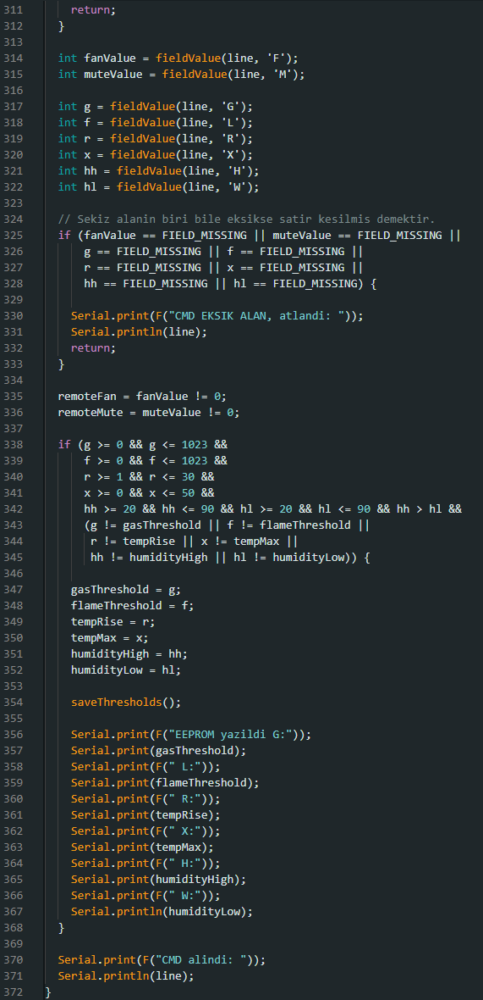 311       return;
312     }
313
314     int fanValue = fieldValue(line, 'F');
315     int muteValue = fieldValue(line, 'M');
316
317     int g = fieldValue(line, 'G');
318     int f = fieldValue(line, 'L');
319     int r = fieldValue(line, 'R');
320     int x = fieldValue(line, 'X');
321     int hh = fieldValue(line, 'H');
322     int hl = fieldValue(line, 'W');
323
324     // Sekiz alanin biri bile eksikse satir kesilmis demektir.
325     if (fanValue == FIELD_MISSING || muteValue == FIELD_MISSING ||
326         g == FIELD_MISSING || f == FIELD_MISSING ||
327         r == FIELD_MISSING || x == FIELD_MISSING ||
328         hh == FIELD_MISSING || hl == FIELD_MISSING) {
329
330       Serial.print(F("CMD EKSIK ALAN, atlandi: "));
331       Serial.println(line);
332       return;
333     }
334
335     remoteFan = fanValue != 0;
336     remoteMute = muteValue != 0;
337
338     if (g >= 0 && g <= 1023 &&
339         f >= 0 && f <= 1023 &&
340         r >= 1 && r <= 30 &&
341         x >= 0 && x <= 50 &&
342         hh >= 20 && hh <= 90 && hl >= 20 && hl <= 90 && hh > hl &&
343         (g != gasThreshold || f != flameThreshold ||
344          r != tempRise || x != tempMax ||
345          hh != humidityHigh || hl != humidityLow)) {
346
347       gasThreshold = g;
348       flameThreshold = f;
349       tempRise = r;
350       tempMax = x;
351       humidityHigh = hh;
352       humidityLow = hl;
353
354       saveThresholds();
355
356       Serial.print(F("EEPROM yazildi G:"));
357       Serial.print(gasThreshold);
358       Serial.print(F(" L:"));
359       Serial.print(flameThreshold);
360       Serial.print(F(" R:"));
361       Serial.print(tempRise);
362       Serial.print(F(" X:"));
363       Serial.print(tempMax);
364       Serial.print(F(" H:"));
365       Serial.print(humidityHigh);
366       Serial.print(F(" W:"));
367       Serial.println(humidityLow);
368     }
369
370     Serial.print(F("CMD alindi: "));
371     Serial.println(line);
372   }